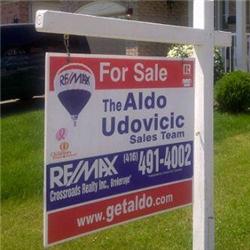 For Sale
RE/MAX
The Aldo
Udovicic
Sales Team
RE/MAX (416) 491-4002
Crossroads Realty Inc., Brokerage
www.getaldo.com